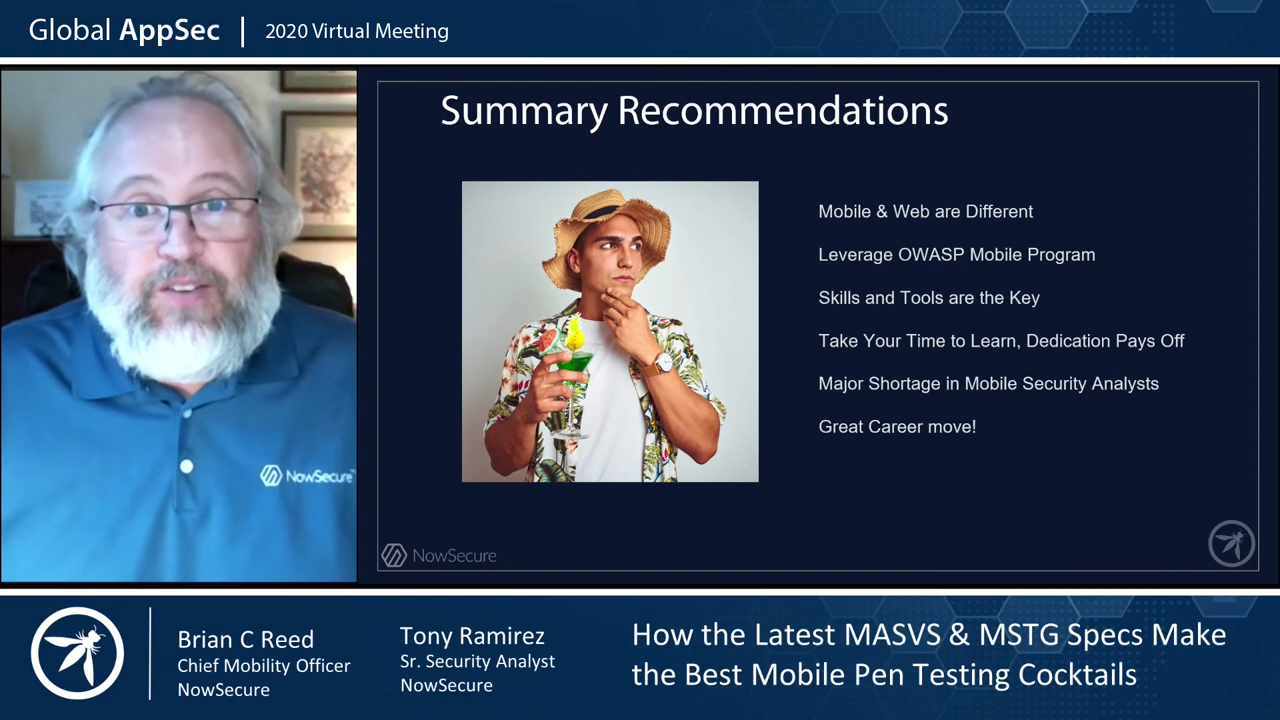 Global AppSec | 2020 Virtual Meeting
Summary Recommendations
Mobile & Web are Different
Leverage OWASP Mobile Program
Skills and Tools are the Key
Take Your Time to Learn, Dedication Pays Off
Major Shortage in Mobile Security Analysts
Great Career move!
NowSecure™
NowSecure
Brian C Reed
Chief Mobility Officer
NowSecure
Tony Ramirez
Sr. Security Analyst
NowSecure
How the Latest MASVS & MSTG Specs Make
the Best Mobile Pen Testing Cocktails